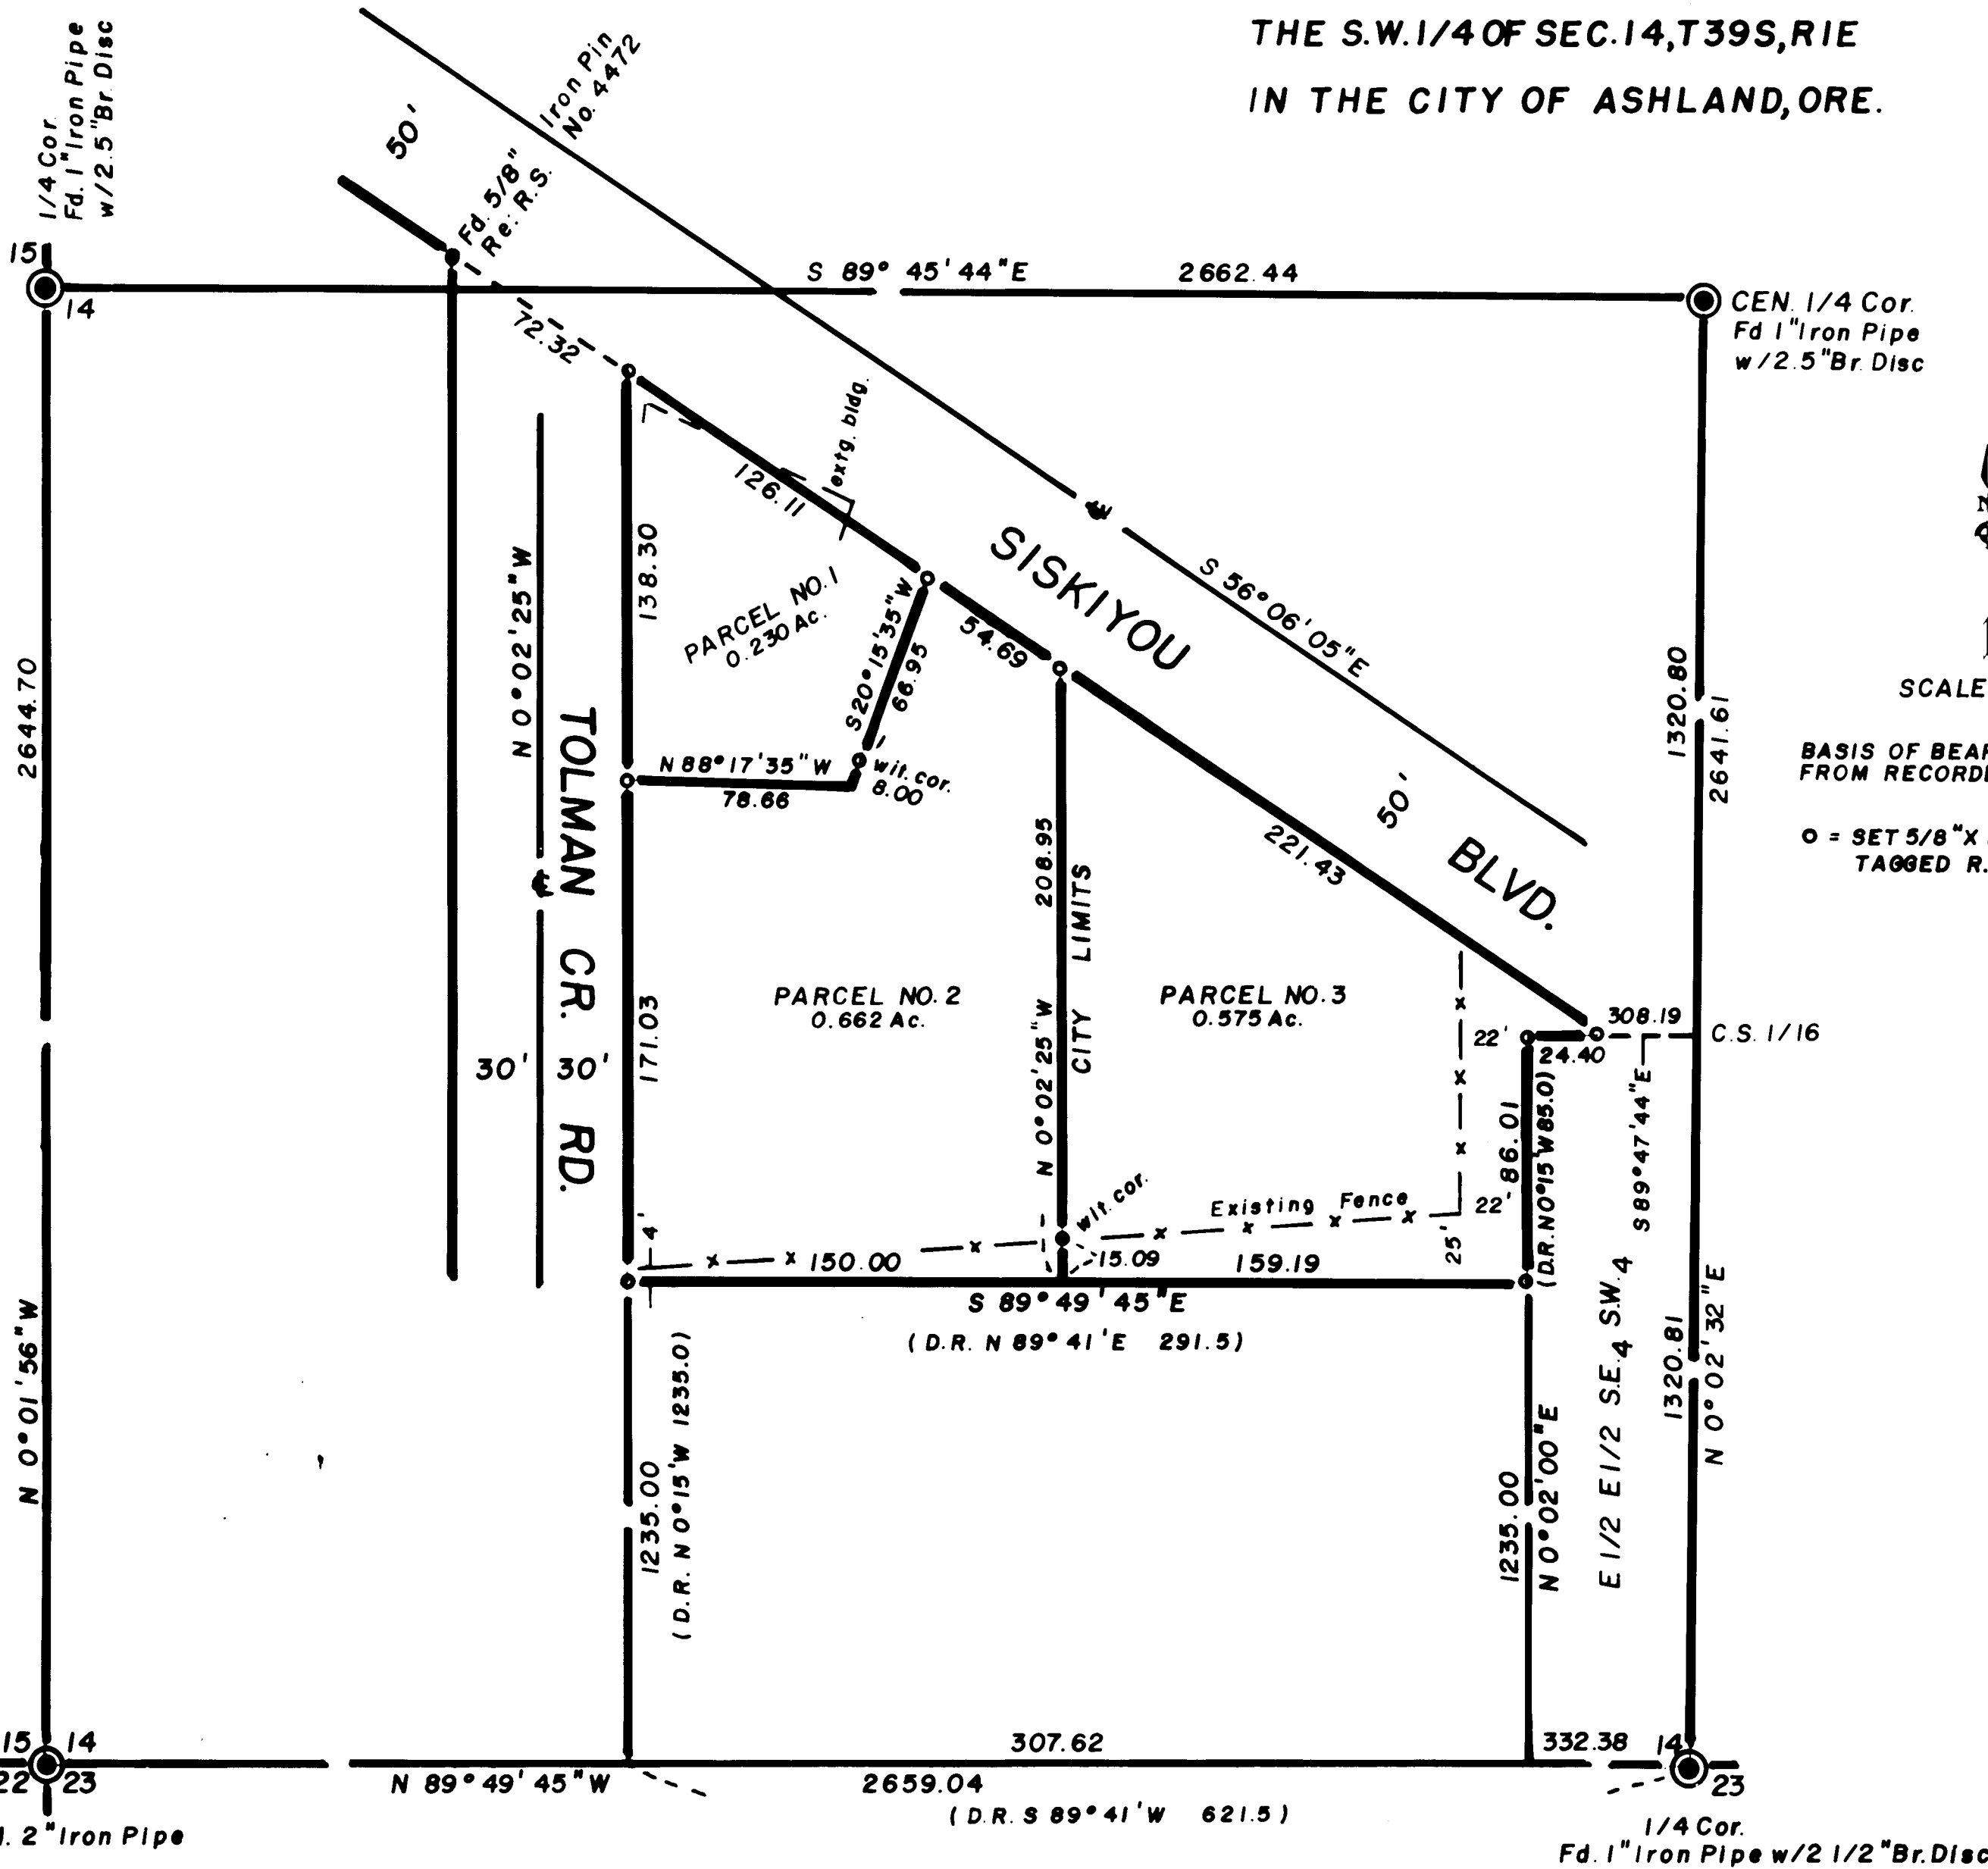 THE S.W.1/4 OF SEC.14,T39S,R1E
IN THE CITY OF ASHLAND,ORE.
1/4 Cor.
Fd. 1"Iron Pipe
w/2.5"Br. Disc
50'
Fd. 5/8" Iron Pin
Re: R.S. No. 4472
15
14
S 89° 45' 44"E 2662.44
CEN. 1/4 Cor.
Fd 1"Iron Pipe
w/2.5"Br. Disc
72.32
extg. bldg.
126.11
138.30
N 0°02'25"W
PARCEL NO.1
0.230 Ac.
S20°15'35"W
66.95
54.69
SISKIYOU BLVD.
S 56°06'05"E
50'
221.43
2644.70
N 0°01'56"W
1320.80
2641.61
SCALE
BASIS OF
FROM
O = SET 5/8"X
TAGGED R.
TOLMAN CR. RD.
30' 30'
N88°17'35"W
78.66
wit. cor.
8.00
171.03
208.95
N 0°02'25"W
CITY LIMITS
PARCEL NO.2
0.662 Ac.
PARCEL NO.3
0.575 Ac.
308.19
C.S. 1/16
22'
24.40
S89°47'44"E
86.01
(D.R.N0°15'W85.0)
22'
25'
Existing Fence
wit. cor.
4'
150.00
15.09
159.19
S 89°49'45"E
(D.R. N 89°41'E 291.5)
1235.00
(D.R. N 0°15'W 1235.0)
1235.00
N 0°02'00"E
E 1/2 E 1/2 S.E.4 S.W.4
1320.81
N 0°02'32"E
15 14
22 23
307.62
332.38
14
23
N 89°49'45"W 2659.04
(D.R. S 89°41'W 621.5)
2"Iron Pipe
1/4 Cor.
Fd. 1"Iron Pipe w/2 1/2"Br.Disc